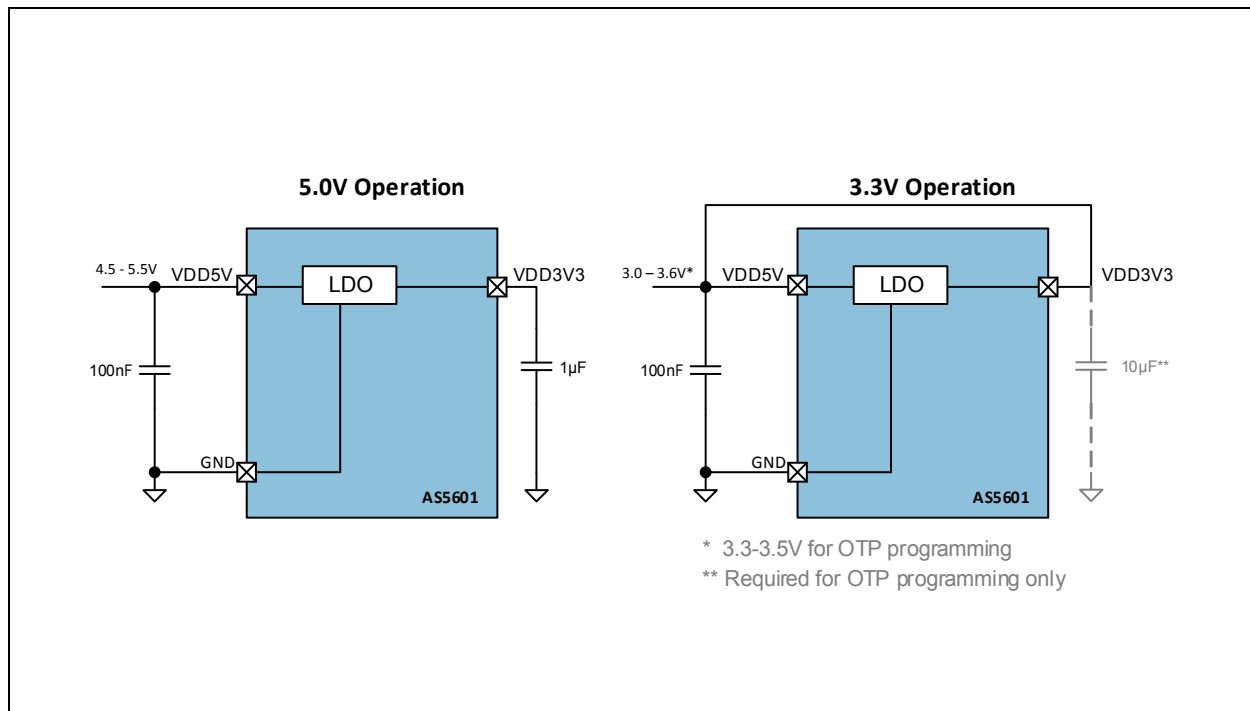 5.0V Operation
4.5 - 5.5V
VDD5V
LDO
VDD3V3
100nF
1µF
GND
AS5601
3.3V Operation
3.0 – 3.6V*
VDD5V
LDO
VDD3V3
100nF
10µF**
GND
AS5601
* 3.3-3.5V for OTP programming
** Required for OTP programming only